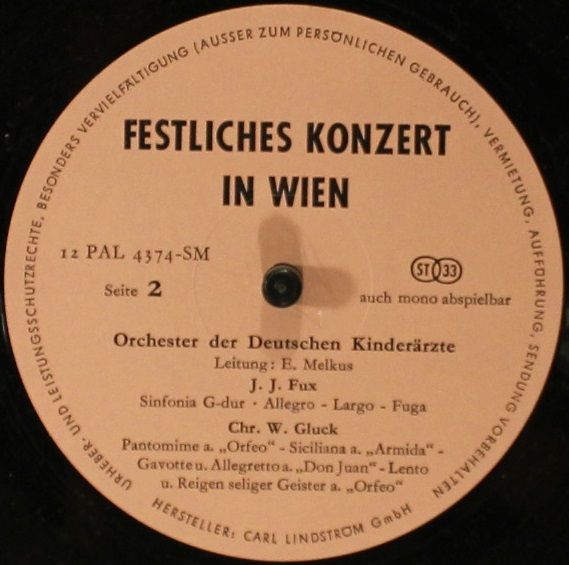 URHEBER- UND LEISTUNGSSCHUTZRECHTE, BESONDERS VERVIELFÄLTIGUNG (AUSSER ZUM PERSÖNLICHEN GEBRAUCH), VERMIETUNG, AUFFÜHRUNG, SENDUNG VORBEHALTEN
FESTLICHES KONZERT
IN WIEN
12 PAL 4374-SM
Seite 2
ST 33
auch mono abspielbar
Orchester der Deutschen Kinderärzte
Leitung: E. Melkus
J. J. Fux
Sinfonia G-dur · Allegro - Largo - Fuga
Chr. W. Gluck
Pantomime a. „Orfeo“ - Siciliana a. „Armida“ -
Gavotte u. Allegretto a. „Don Juan“ - Lento
u. Reigen seliger Geister a. „Orfeo“
HERSTELLER: CARL LINDSTRÖM GmbH